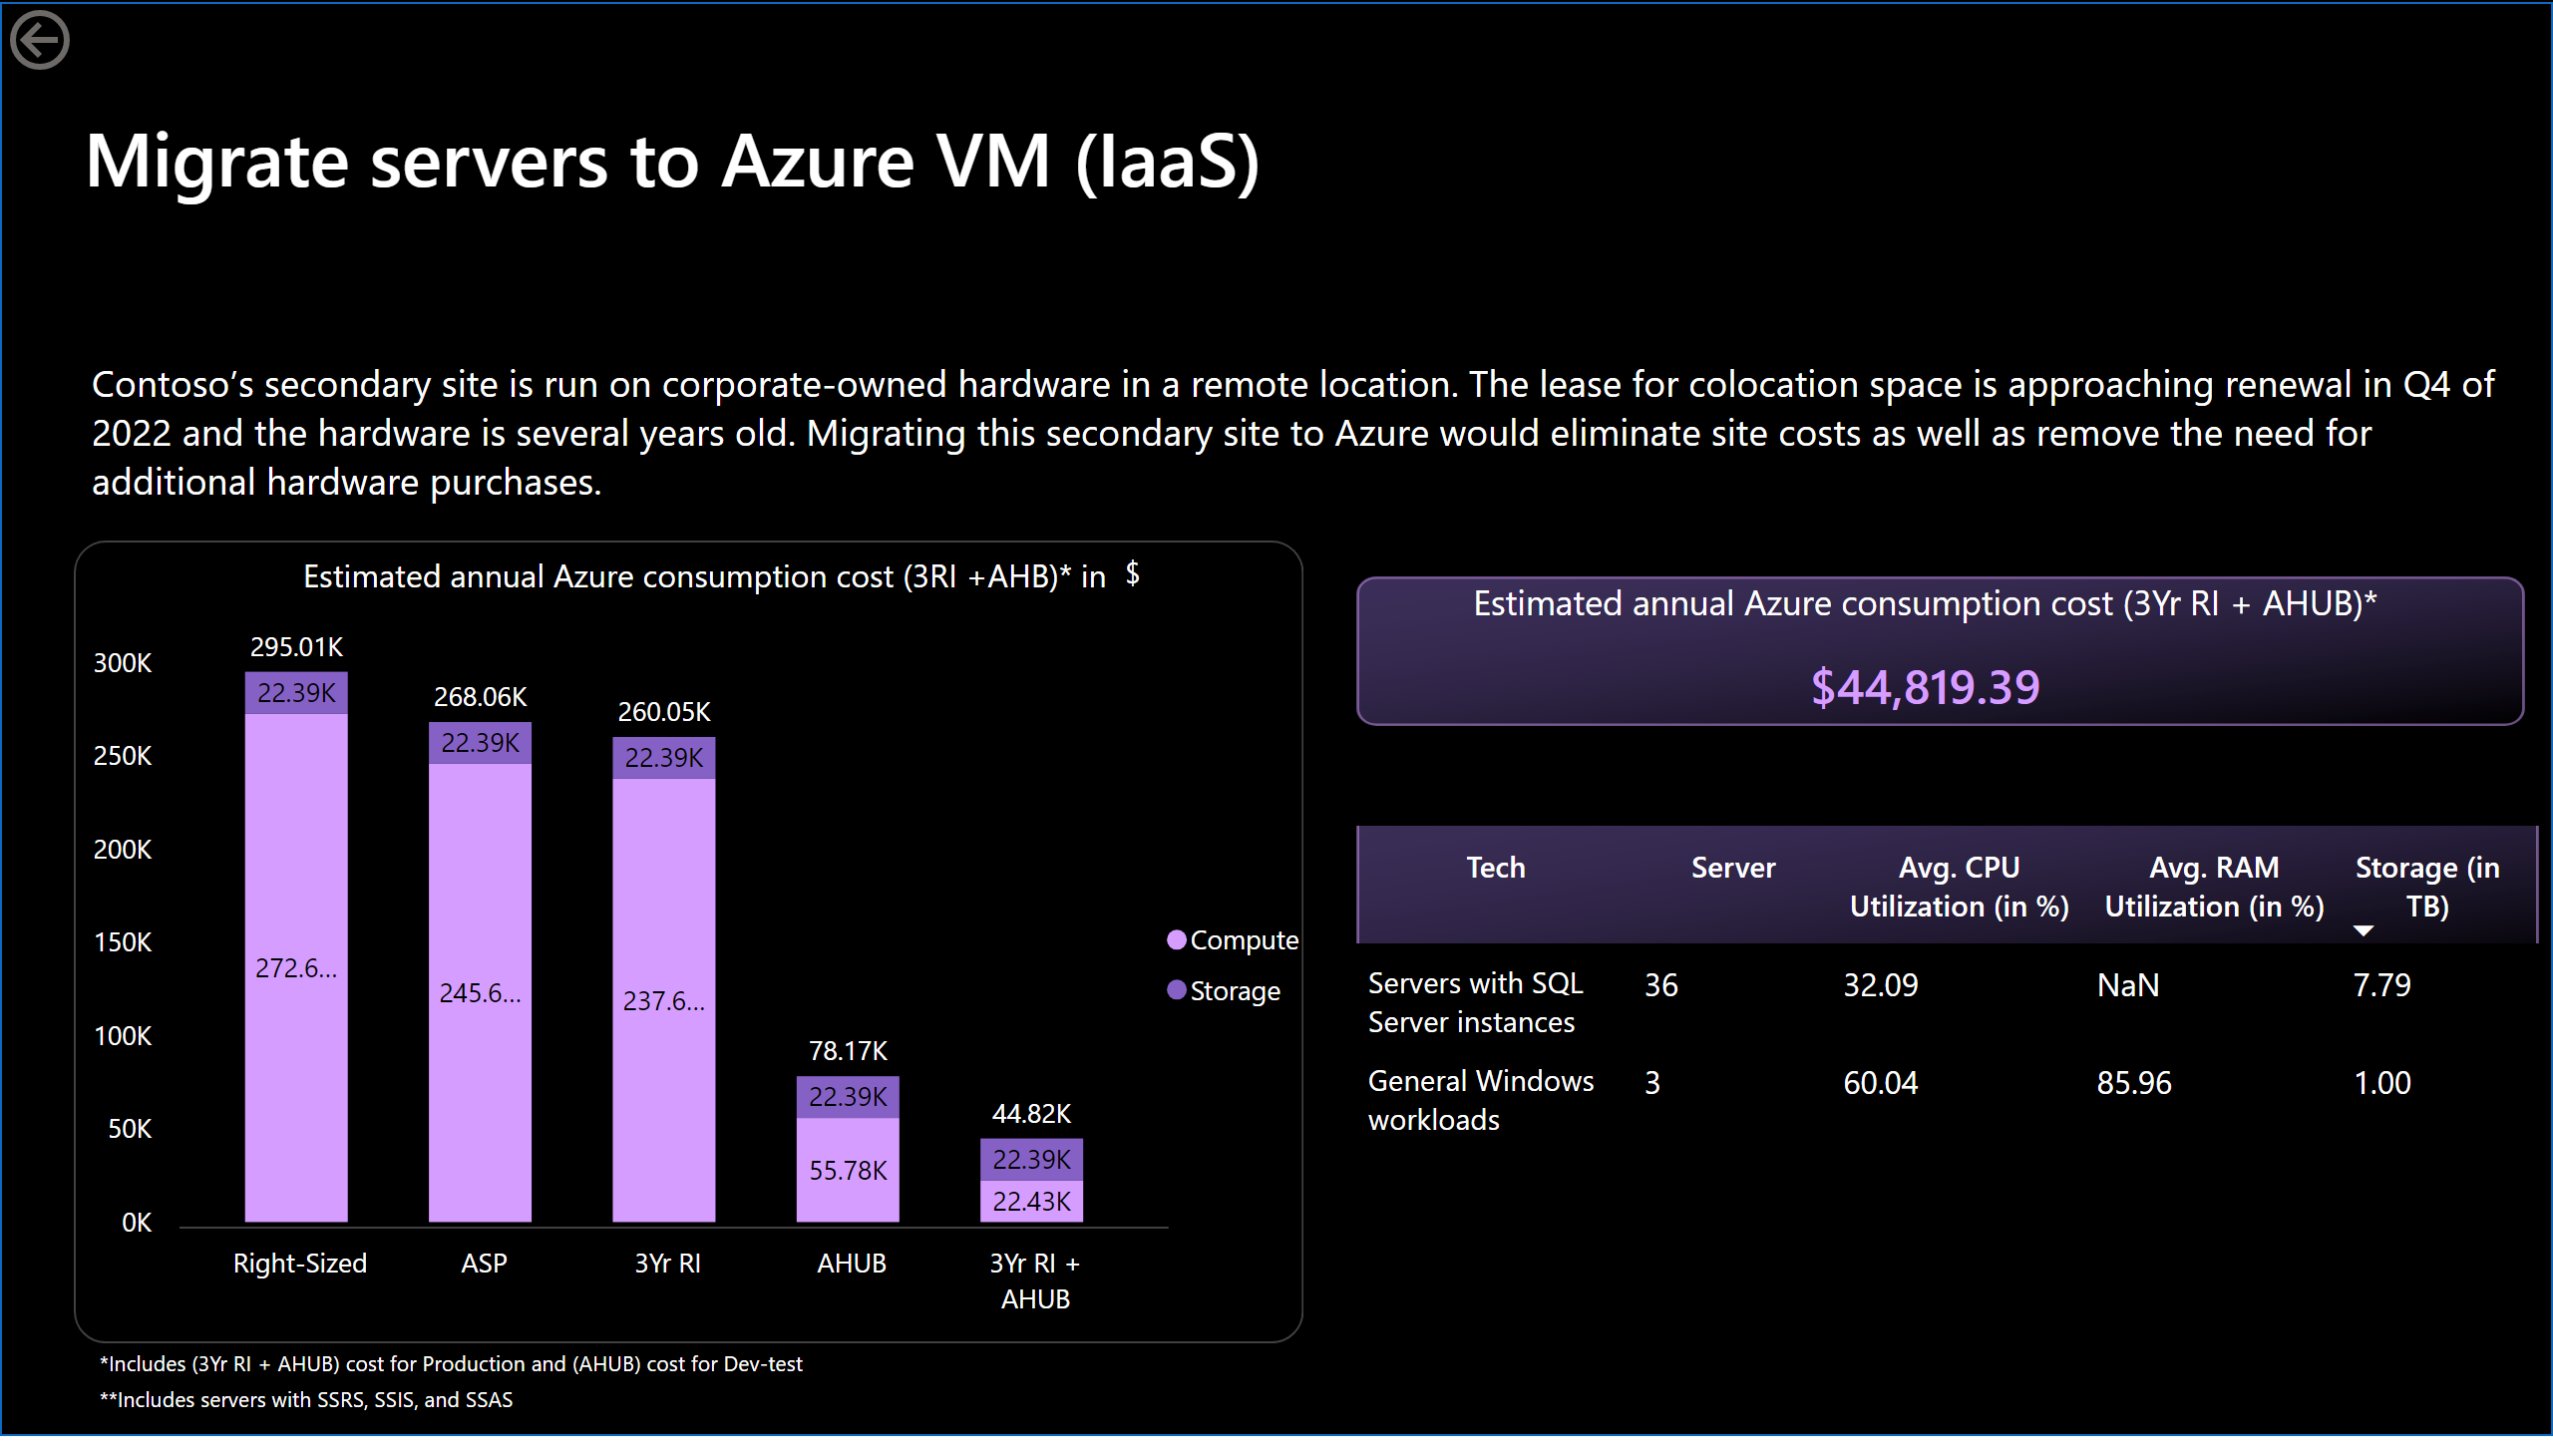 Migrate servers to Azure VM (IaaS)
Contoso’s secondary site is run on corporate-owned hardware in a remote location. The lease for colocation space is approaching renewal in Q4 of
2022 and the hardware is several years old. Migrating this secondary site to Azure would eliminate site costs as well as remove the need for
additional hardware purchases.
Estimated annual Azure consumption cost (3RI +AHB)* in $
300K
250K
200K
150K
100K
50K
0K
295.01K
22.39K
272.6...
268.06K
22.39K
245.6...
260.05K
22.39K
237.6...
78.17K
22.39K
55.78K
44.82K
22.39K
22.43K
Right-Sized
ASP
3Yr RI
AHUB
3Yr RI +
AHUB
Compute
Storage
*Includes (3Yr RI + AHUB) cost for Production and (AHUB) cost for Dev-test
**Includes servers with SSRS, SSIS, and SSAS
Estimated annual Azure consumption cost (3Yr RI + AHUB)*
$44,819.39
Tech Server Avg. CPU Avg. RAM Storage (in
Utilization (in %) Utilization (in %) TB)
Servers with SQL 36 32.09 NaN 7.79
Server instances
General Windows 3 60.04 85.96 1.00
workloads